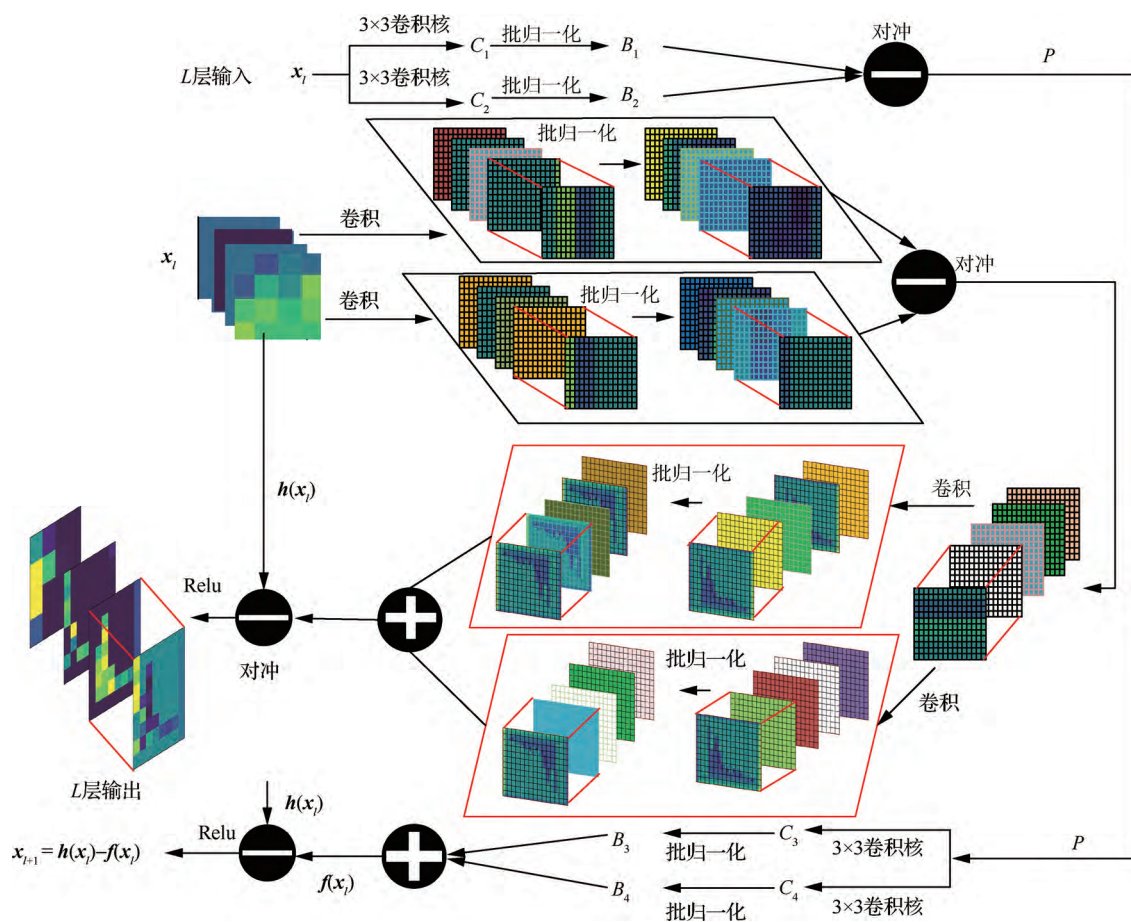 3×3卷积核
C₁
批归一化
B₁
对冲
P
L层输入
xₗ
3×3卷积核
C₂
批归一化
B₂
批归一化
卷积
xₗ
对冲
批归一化
卷积
h(xₗ)
批归一化
卷积
Relu
对冲
批归一化
卷积
L层输出
h(xₗ)
Relu
xₗ₊₁ = h(xₗ)−f(xₗ)
f(xₗ)
B₃
批归一化
C₃
3×3卷积核
P
B₄
批归一化
C₄
3×3卷积核